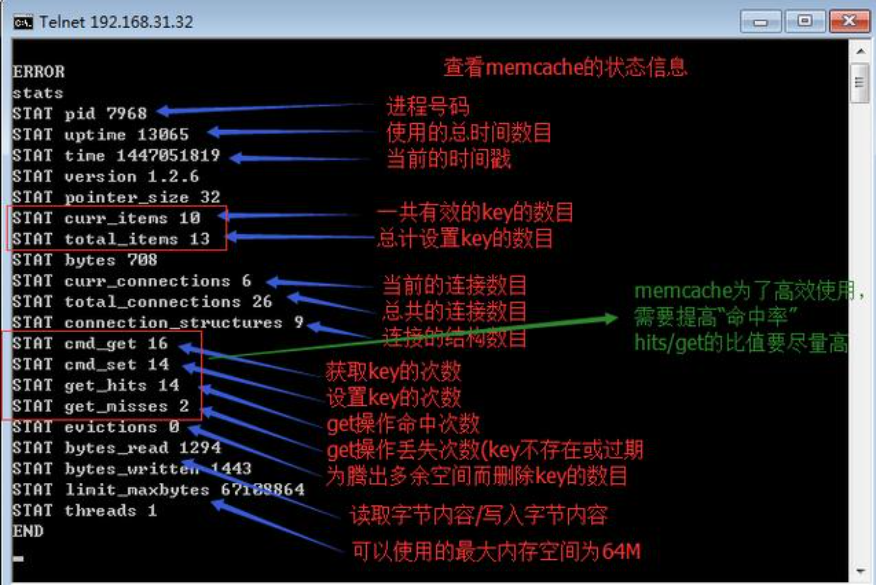 Telnet 192.168.31.32
ERROR
查看memcache的状态信息
stats
STAT pid 7968
进程号码
STAT uptime 13065
使用的总时间数目
STAT time 1447051819
当前的时间戳
STAT version 1.2.6
STAT pointer_size 32
STAT curr_items 10
一共有效的key的数目
STAT total_items 13
总计设置key的数目
STAT bytes 708
STAT curr_connections 6
当前的连接数目
STAT total_connections 26
总共的连接数目
STAT connection_structures 9
连接的结构数目
memcache为了高效使用，
需要提高“命中率”
hits/get的比值要尽量高
STAT cmd_get 16
获取key的次数
STAT cmd_set 14
设置key的次数
STAT get_hits 14
get操作命中次数
STAT get_misses 2
get操作丢失次数(key不存在或过期
STAT evictions 0
为腾出多余空间而删除key的数目
STAT bytes_read 1294
STAT bytes_written 1443
读取字节内容/写入字节内容
STAT limit_maxbytes 67108864
可以使用的最大内存空间为64M
STAT threads 1
END